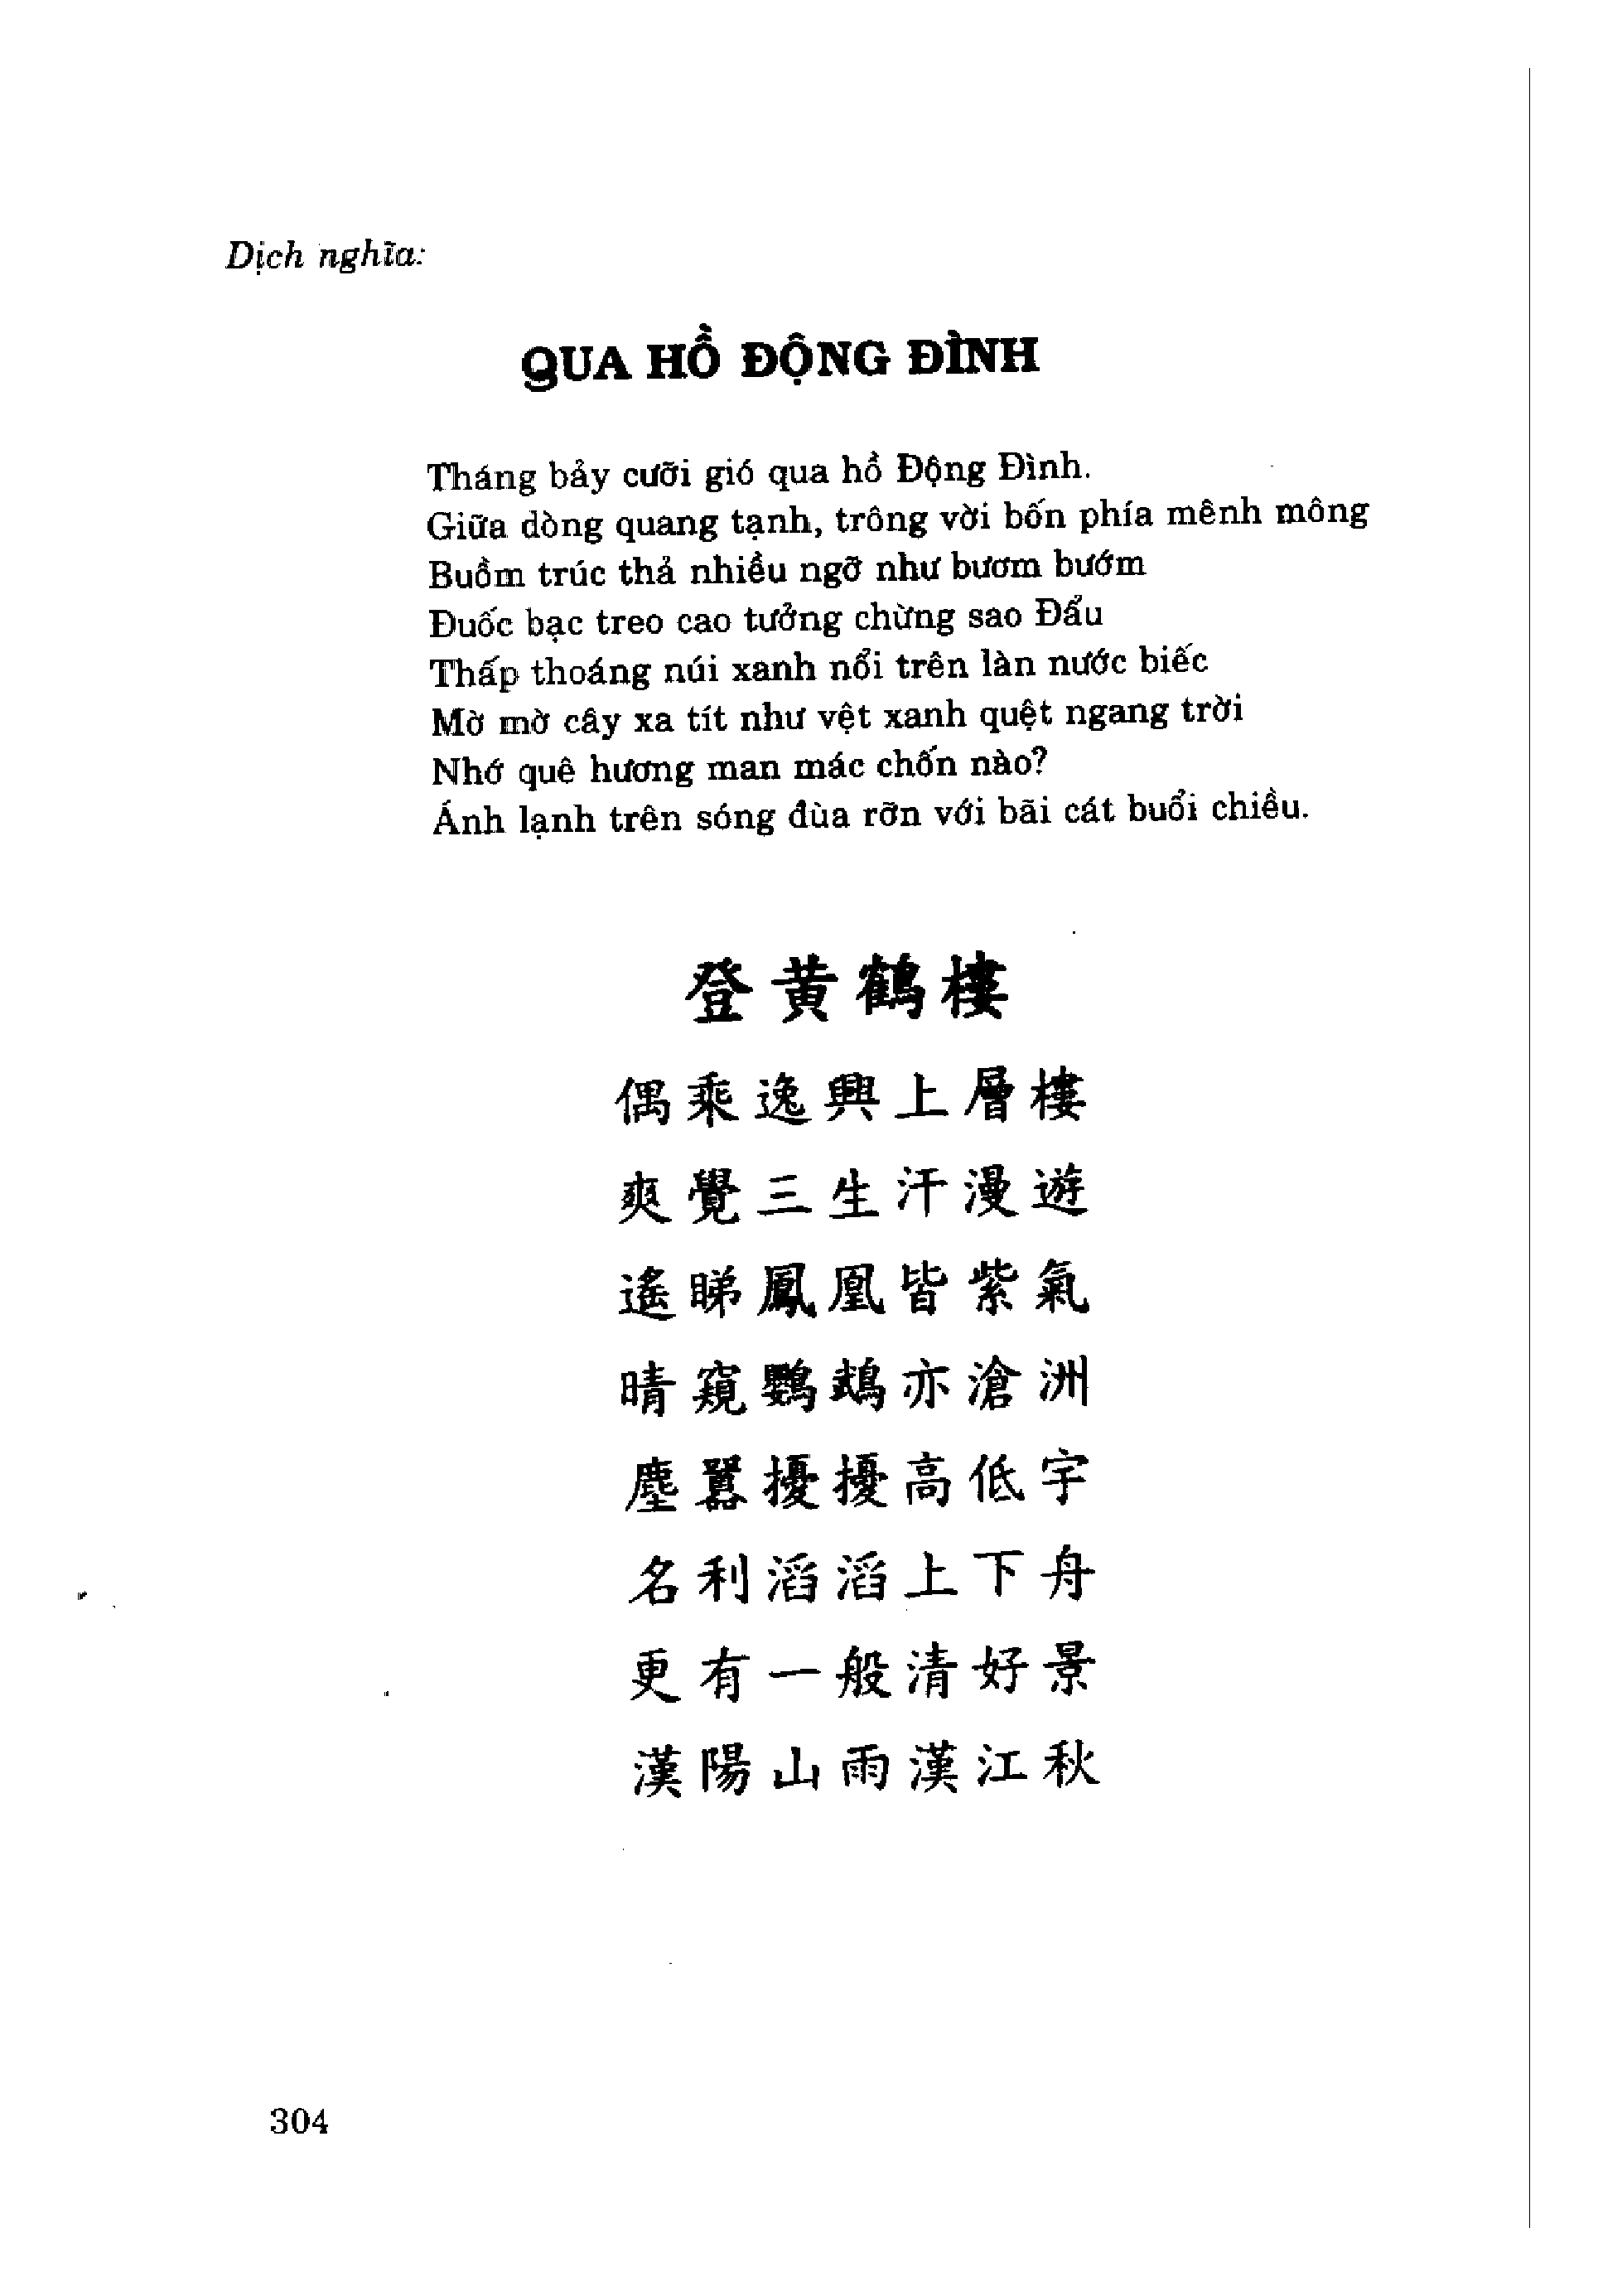 Dịch nghĩa:
QUA HỒ ĐỘNG ĐÌNH
Tháng bảy cưỡi gió qua hồ Động Đình.
Giữa dòng quang tạnh, trông vời bốn phía mênh mông
Buồm trúc thả nhiều ngỡ như bươm bướm
Đuốc bạc treo cao tưởng chừng sao Đẩu
Thấp thoáng núi xanh nổi trên làn nước biếc
Mờ mờ cây xa tít như vệt xanh quệt ngang trời
Nhớ quê hương man mác chốn nào?
Ánh lạnh trên sóng đùa rỡn với bãi cát buổi chiều.
登黄鶴樓
偶乘逸興上層樓
爽覺三生汗漫遊
遙睇鳳凰皆紫氣
晴窺鸚鵡亦滄洲
塵囂擾擾高低宇
名利滔滔上下舟
更有一般清好景
漢陽山雨漢江秋
304